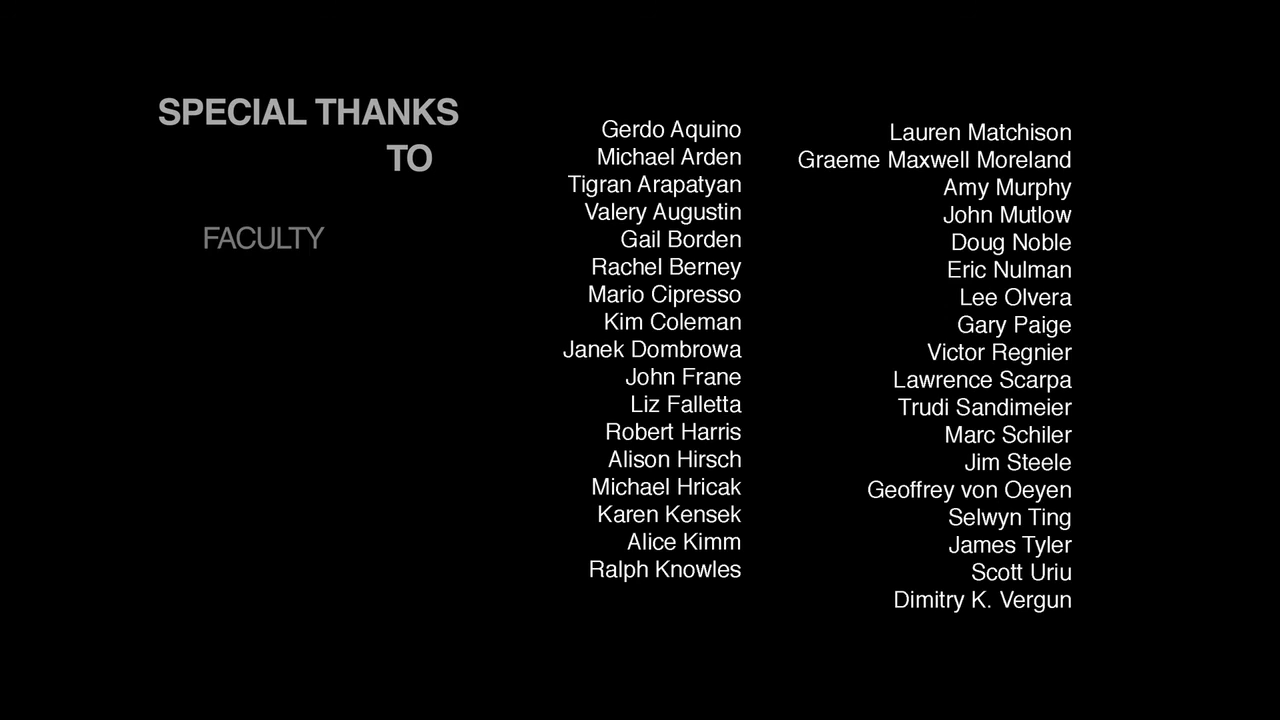 SPECIAL THANKS
TO
FACULTY
Gerdo Aquino
Michael Arden
Tigran Arapatyan
Valery Augustin
Gail Borden
Rachel Berney
Mario Cipresso
Kim Coleman
Janek Dombrowa
John Frane
Liz Falletta
Robert Harris
Alison Hirsch
Michael Hricak
Karen Kensek
Alice Kimm
Ralph Knowles
Lauren Matchison
Graeme Maxwell Moreland
Amy Murphy
John Mutlow
Doug Noble
Eric Nulman
Lee Olvera
Gary Paige
Victor Regnier
Lawrence Scarpa
Trudi Sandimeier
Marc Schiler
Jim Steele
Geoffrey von Oeyen
Selwyn Ting
James Tyler
Scott Uriu
Dimitry K. Vergun